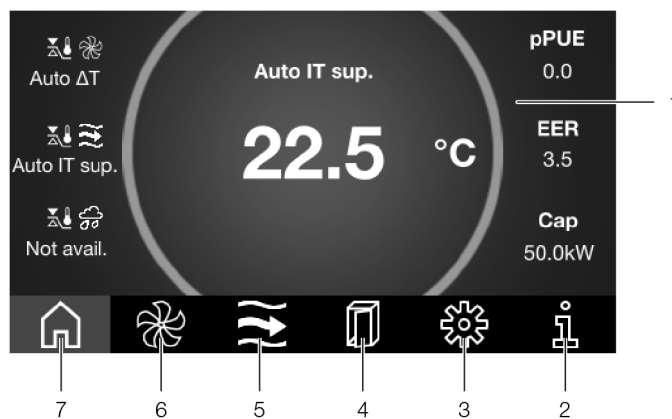 Auto ΔT
Auto IT sup.
Not avail.
Auto IT sup.
22.5 °C
pPUE
0.0
EER
3.5
Cap
50.0kW
7 6 5 4 3 2